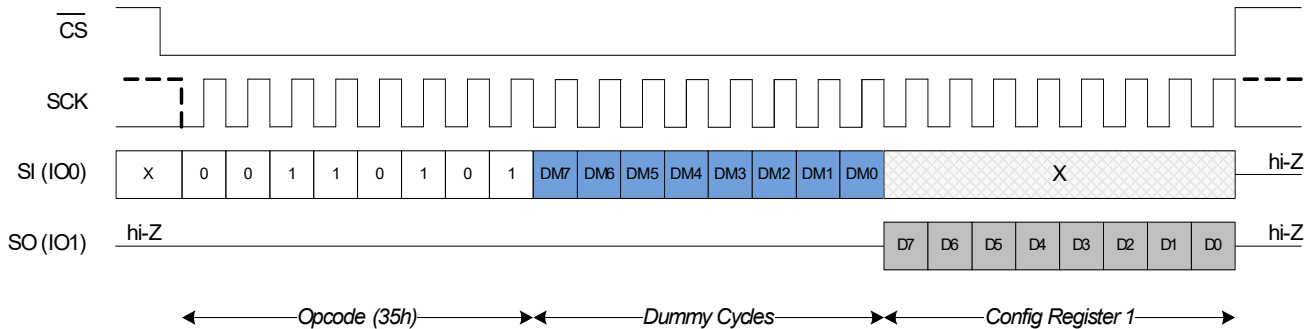 CS
SCK
SI (IO0) X 0 0 1 1 0 1 0 1 DM7 DM6 DM5 DM4 DM3 DM2 DM1 DM0 X hi-Z
SO (IO1) hi-Z D7 D6 D5 D4 D3 D2 D1 D0 hi-Z
Opcode (35h) Dummy Cycles Config Register 1